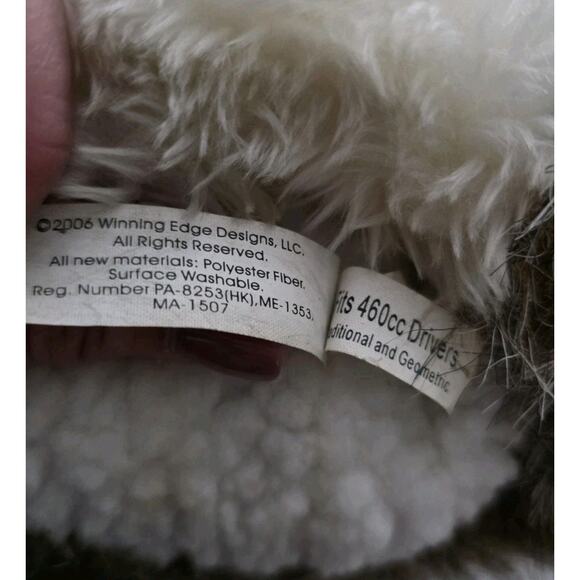 ©2006 Winning Edge Designs, LLC.
All Rights Reserved.
All new materials: Polyester Fiber.
Surface Washable.
Reg. Number PA-8253(HK),ME-1353,
MA-1507
Fits 460cc Drivers
and Geometric